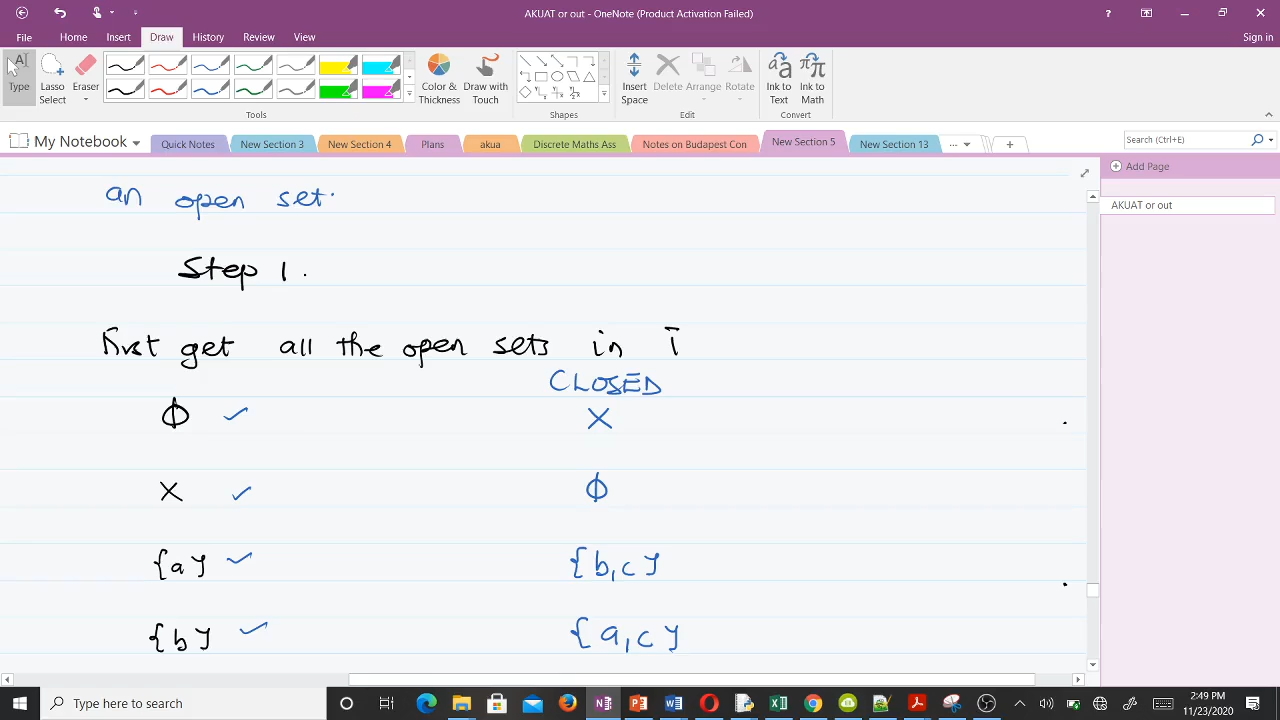 AKUAT or out - OneNote (Product Activation Failed)
File Home Insert Draw History Review View Sign in
Type Lasso Select Eraser Color & Thickness Draw with Touch Insert Space Delete Arrange Rotate Ink to Text Ink to Math
Tools Shapes Edit Convert
My Notebook Quick Notes New Section 3 New Section 4 Plans akua Discrete Maths Ass Notes on Budapest Con New Section 5 New Section 13 ... Search (Ctrl+E)
Add Page
an open set.
AKUAT or out
Step 1.
First get all the open sets in T
CLOSED
Φ ✓ X
X ✓ Φ
{a} ✓ {b,c}
{b} ✓ {a,c}
Type here to search
2:49 PM
11/23/2020